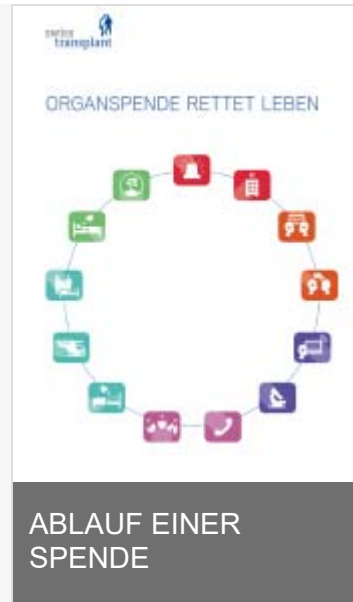 swiss
transplant
ORGANSPENDE RETTET LEBEN
ABLAUF EINER
SPENDE